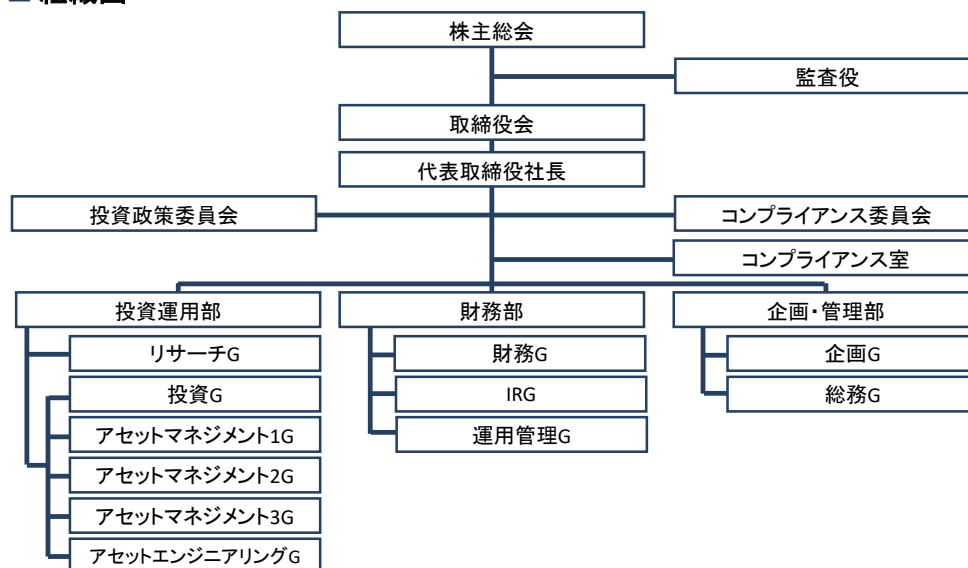 株主総会
監査役
取締役会
代表取締役社長
投資政策委員会
コンプライアンス委員会
コンプライアンス室
投資運用部
財務部
企画・管理部
リサーチG
財務G
企画G
投資G
IRG
総務G
アセットマネジメント1G
運用管理G
アセットマネジメント2G
アセットマネジメント3G
アセットエンジニアリングG